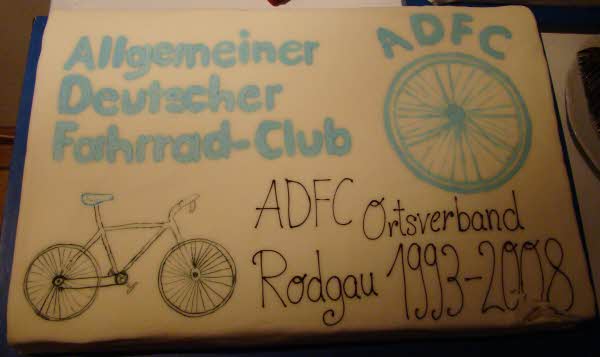 Allgemeiner
Deutscher
Fahrrad-Club
ADFC
ADFC Ortsverband
Rodgau 1993-2008